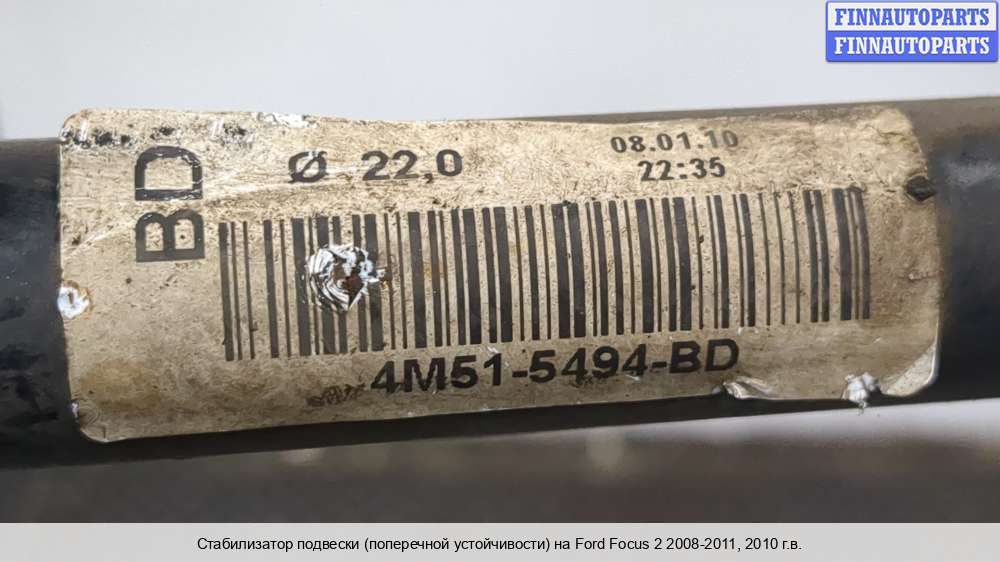 FINNAUTOPARTS
FINNAUTOPARTS
BD
Ø 22,0
08.01.10
22:35
4M51-5494-BD
Стабилизатор подвески (поперечной устойчивости) на Ford Focus 2 2008-2011, 2010 г.в.